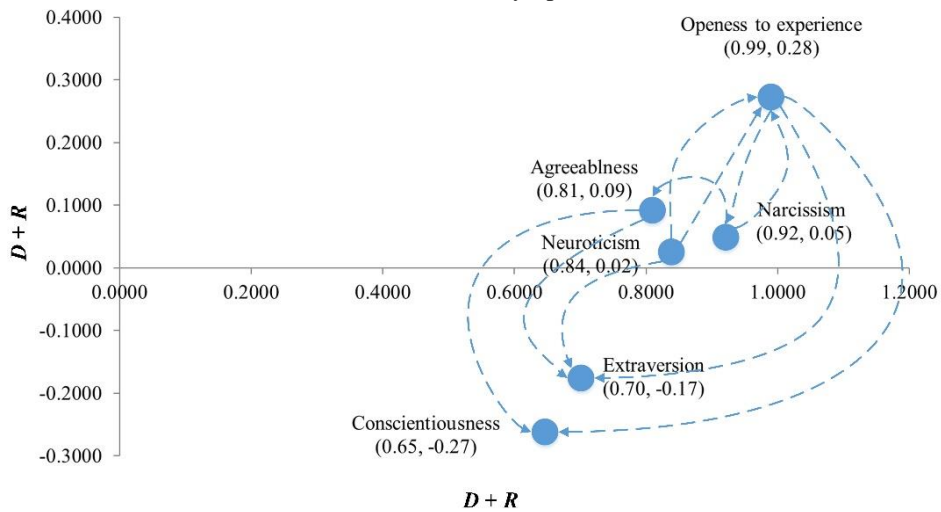 0.4000
Openess to experience
(0.99, 0.28)
0.3000
0.2000
Agreeablness
(0.81, 0.09)
0.1000
Narcissism
(0.92, 0.05)
Neuroticism
(0.84, 0.02)
D + R
0.0000
0.0000 0.2000 0.4000 0.6000 0.8000 1.0000 1.2000
-0.1000
Extraversion
(0.70, -0.17)
-0.2000
Conscientiousness
(0.65, -0.27)
-0.3000
D + R